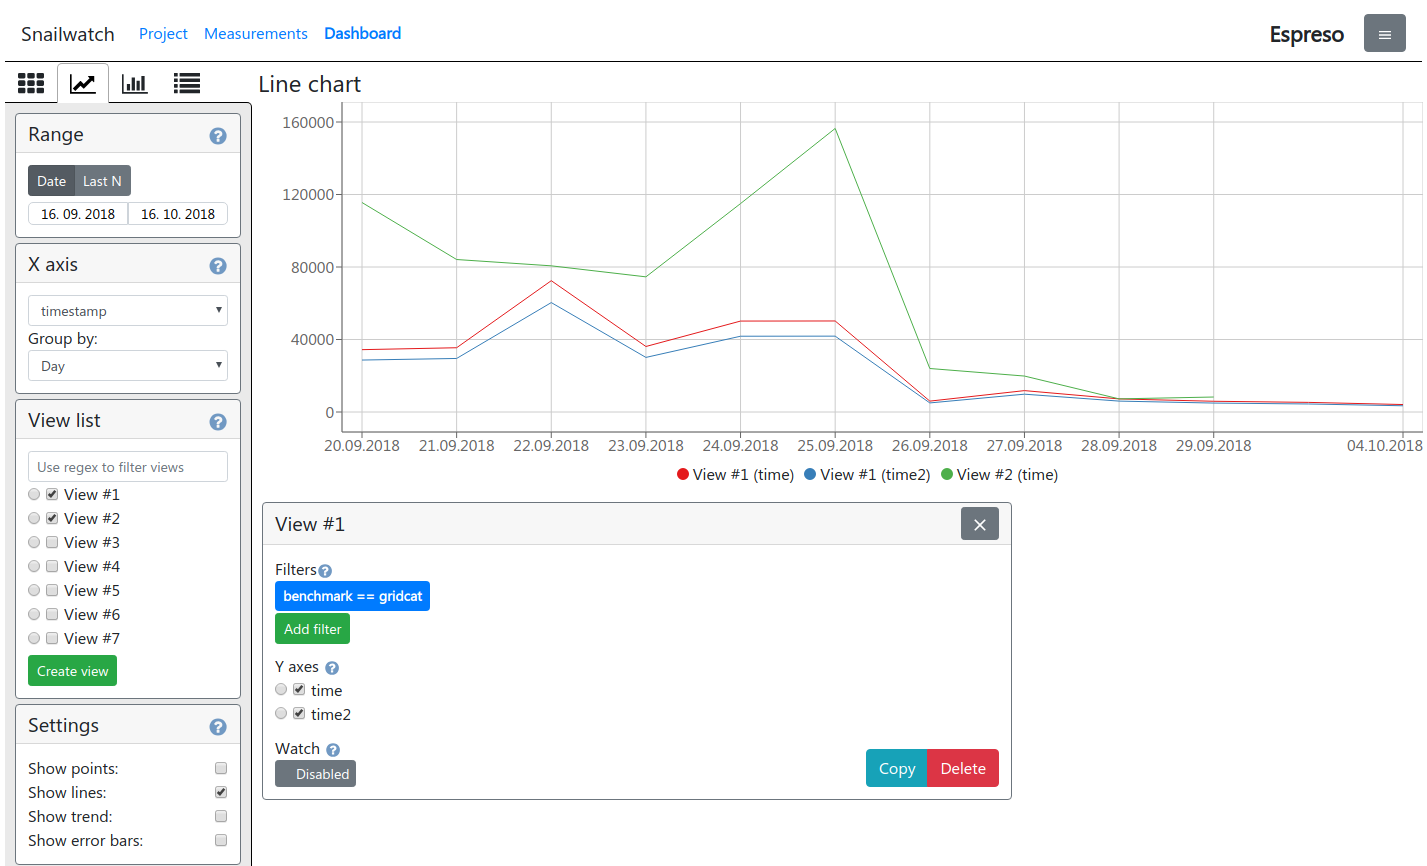 Snailwatch Project Measurements Dashboard Espreso
Line chart
Range
Date Last N
16. 09. 2018 16. 10. 2018
X axis
timestamp
Group by:
Day
View list
Use regex to filter views
View #1
View #2
View #3
View #4
View #5
View #6
View #7
Create view
Settings
Show points:
Show lines:
Show trend:
Show error bars:
160000
120000
80000
40000
0
20.09.2018 21.09.2018 22.09.2018 23.09.2018 24.09.2018 25.09.2018 26.09.2018 27.09.2018 28.09.2018 29.09.2018 04.10.2018
View #1 (time) View #1 (time2) View #2 (time)
View #1
Filters
benchmark == gridcat
Add filter
Y axes
time
time2
Watch
Disabled
Copy Delete